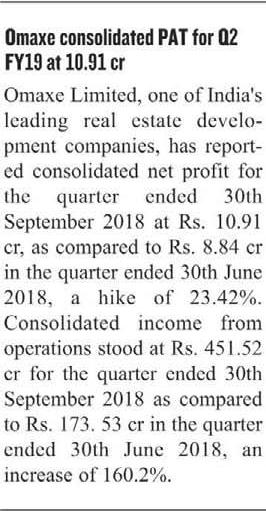 Omaxe consolidated PAT for Q2
FY19 at 10.91 cr
Omaxe Limited, one of India's
leading real estate develo-
pment companies, has report-
ed consolidated net profit for
the quarter ended 30th
September 2018 at Rs. 10.91
cr, as compared to Rs. 8.84 cr
in the quarter ended 30th June
2018, a hike of 23.42%.
Consolidated income from
operations stood at Rs. 451.52
cr for the quarter ended 30th
September 2018 as compared
to Rs. 173. 53 cr in the quarter
ended 30th June 2018, an
increase of 160.2%.